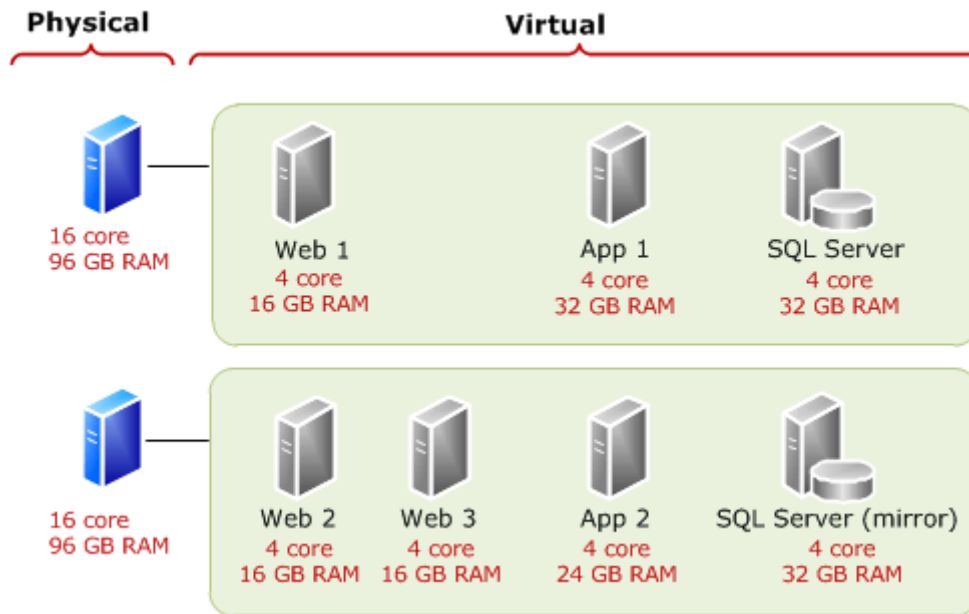 Physical
Virtual
16 core
96 GB RAM
Web 1
4 core
16 GB RAM
App 1
4 core
32 GB RAM
SQL Server
4 core
32 GB RAM
16 core
96 GB RAM
Web 2
4 core
16 GB RAM
Web 3
4 core
16 GB RAM
App 2
4 core
24 GB RAM
SQL Server (mirror)
4 core
32 GB RAM